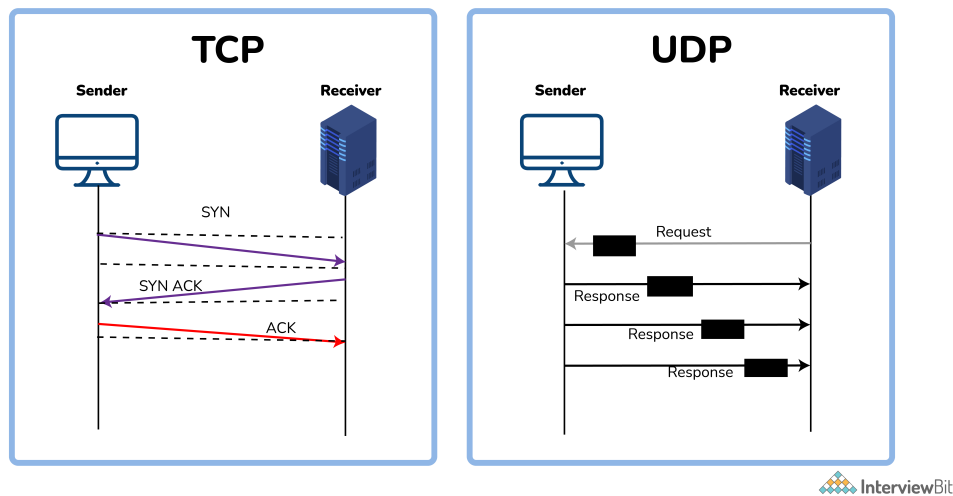 TCP
Sender
Receiver
SYN
SYN ACK
ACK
UDP
Sender
Receiver
Request
Response
Response
Response
InterviewBit